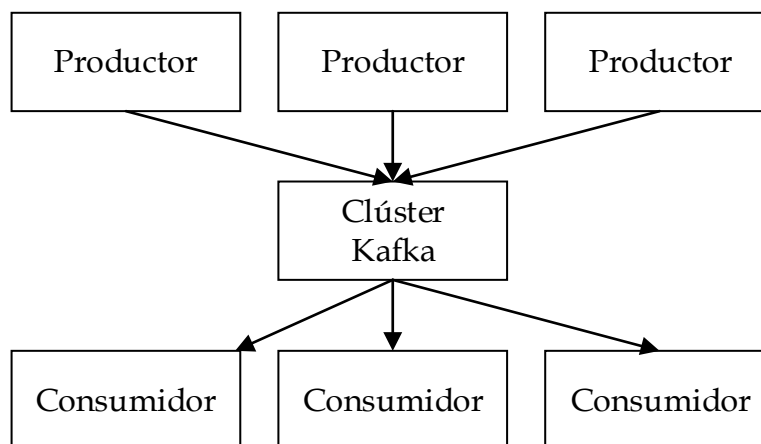 Productor
Productor
Productor
Clúster
Kafka
Consumidor
Consumidor
Consumidor